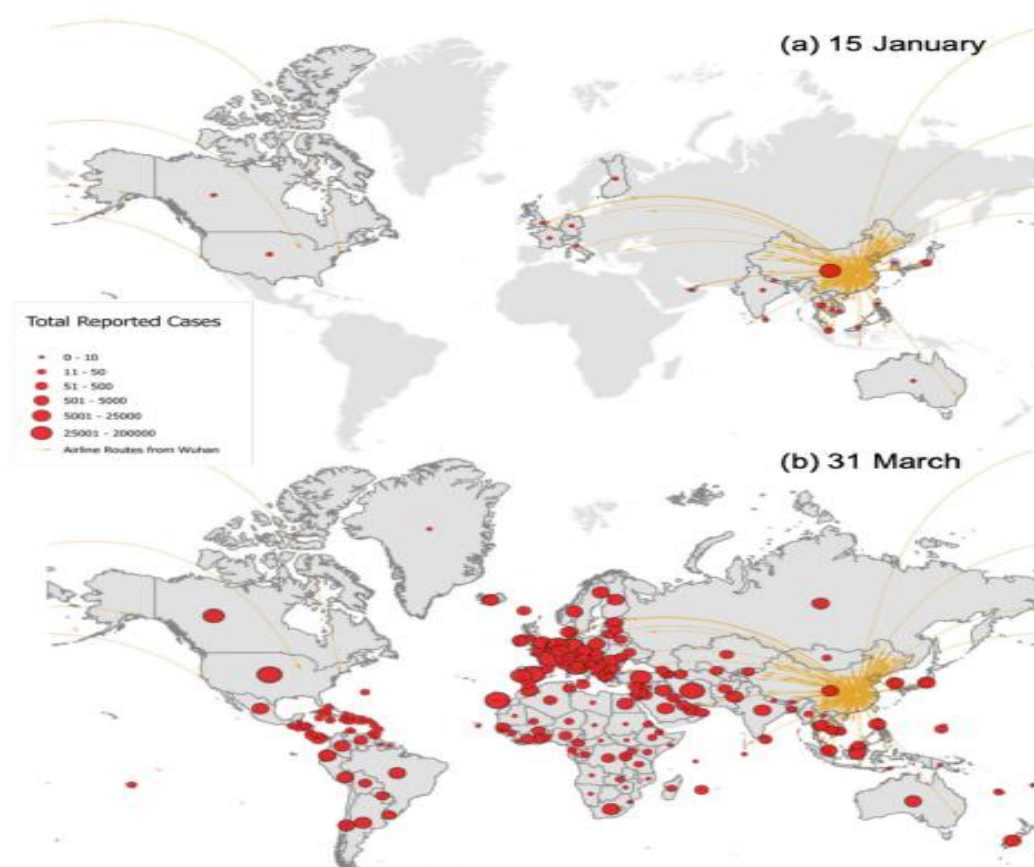 (a) 15 January
Total Reported Cases
0 - 10
11 - 50
51 - 500
501 - 5000
5001 - 25000
25001 - 200000
Airline Routes from Wuhan
(b) 31 March